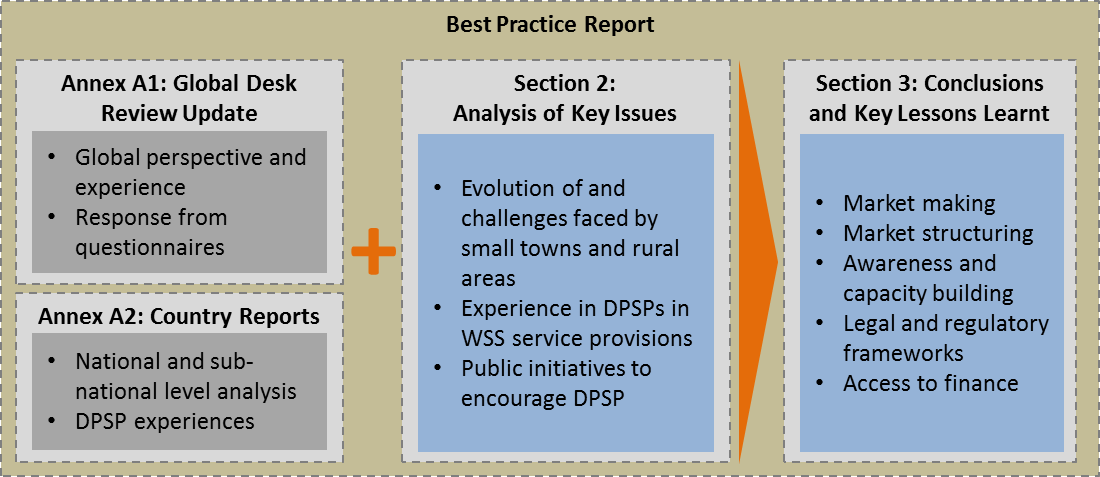 Best Practice Report
Annex A1: Global Desk
Review Update
• Global perspective and
experience
• Response from
questionnaires
Annex A2: Country Reports
• National and sub-
national level analysis
• DPSP experiences
+
Section 2:
Analysis of Key Issues
• Evolution of and
challenges faced by
small towns and rural
areas
• Experience in DPSPs in
WSS service provisions
• Public initiatives to
encourage DPSP
Section 3: Conclusions
and Key Lessons Learnt
• Market making
• Market structuring
• Awareness and
capacity building
• Legal and regulatory
frameworks
• Access to finance